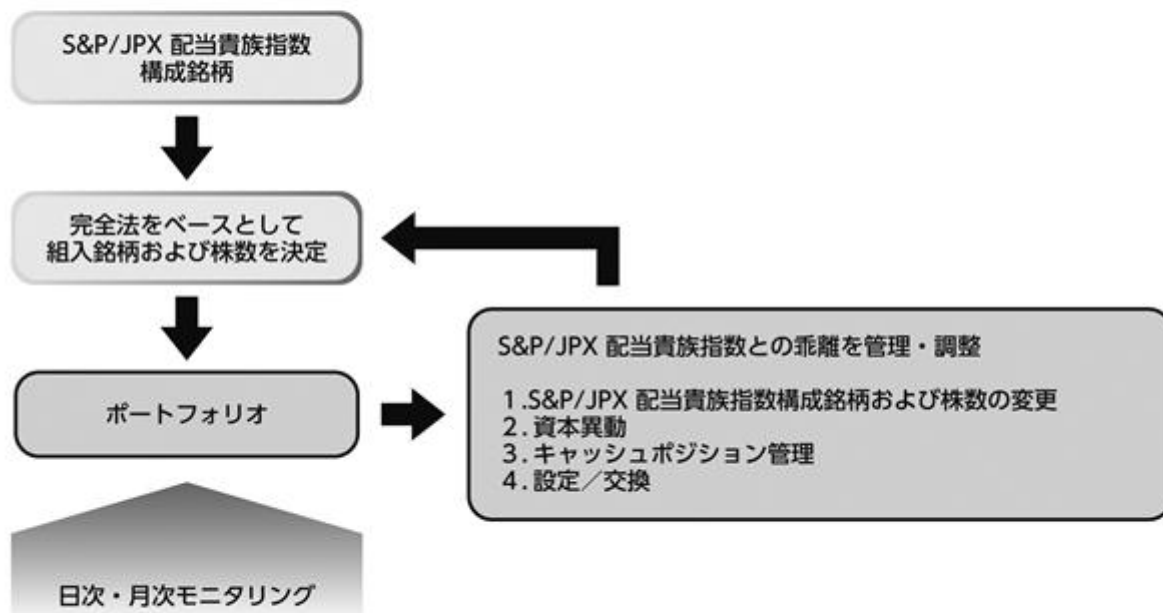 S&P/JPX 配当貴族指数
構成銘柄
完全法をベースとして
組入銘柄および株数を決定
ポートフォリオ
S&P/JPX 配当貴族指数との乖離を管理・調整
1.S&P/JPX 配当貴族指数構成銘柄および株数の変更
2.資本異動
3.キャッシュポジション管理
4.設定／交換
日次・月次モニタリング